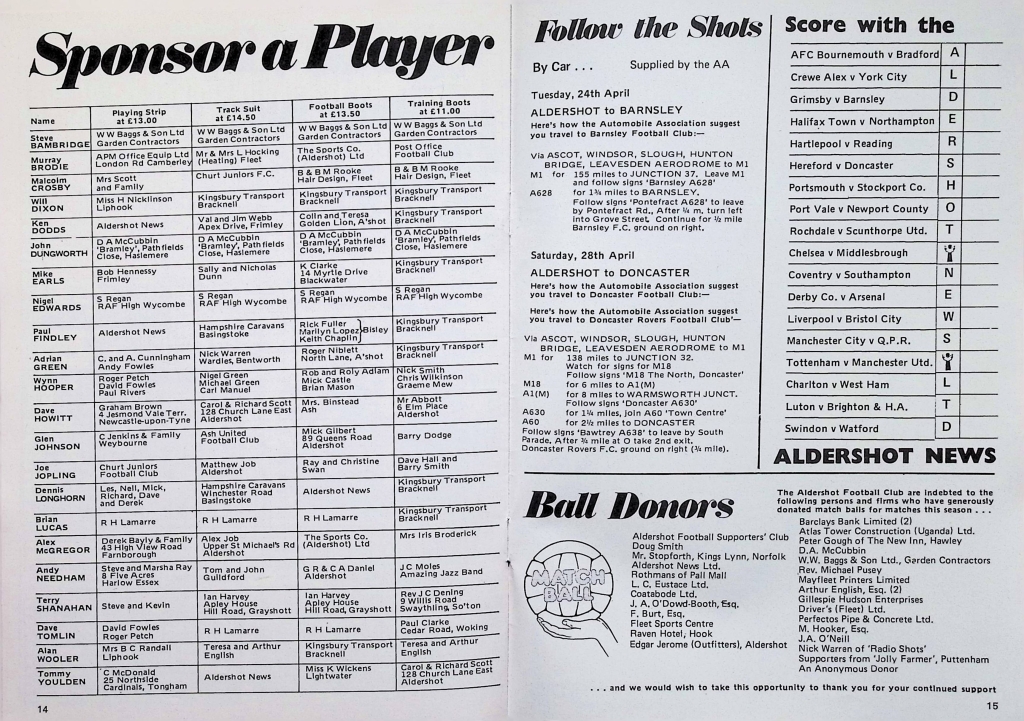 Sponsor a Player
Name
Playing Strip at £13.00
Track Suit at £14.50
Football Boots at £13.50
Training Boots at £11.00
Steve BAMBRIDGE
W W Baggs & Son Ltd Garden Contractors
W W Baggs & Son Ltd Garden Contractors
W W Baggs & Son Ltd Garden Contractors
W W Baggs & Son Ltd Garden Contractors
Murray BRODIE
APM Office Equip Ltd London Rd Camberley
Mr & Mrs L Hocking (Heating) Fleet
The Sports Co. (Aldershot) Ltd
Post Office Football Club
Malcolm CROSBY
Mrs Scott and Family
Churt Juniors F.C.
B & B M Rooke Hair Design, Fleet
B & B M Rooke Hair Design, Fleet
Will DIXON
Miss H Nicklinson Liphook
Kingsbury Transport Bracknell
Kingsbury Transport Bracknell
Kingsbury Transport Bracknell
Ken DODDS
Aldershot News
Val and Jim Webb Apex Drive, Frimley
Colin and Teresa Golden Lion, A'shot
Kingsbury Transport Bracknell
John DUNGWORTH
D A McCubbin 'Bramley', Pathfields Close, Haslemere
D A McCubbin 'Bramley', Pathfields Close, Haslemere
D A McCubbin 'Bramley', Pathfields Close, Haslemere
D A McCubbin 'Bramley', Pathfields Close, Haslemere
Mike EARLS
Bob Hennessy Frimley
Sally and Nicholas Dunn
K Clarke 14 Myrtle Drive Blackwater
Kingsbury Transport Bracknell
Nigel EDWARDS
S Regan RAF High Wycombe
S Regan RAF High Wycombe
S Regan RAF High Wycombe
S Regan RAF High Wycombe
Paul FINDLEY
Aldershot News
Hampshire Caravans Basingstoke
Rick Fuller Marilyn Lopez Keith Chaplin } Bisley
Kingsbury Transport Bracknell
Adrian GREEN
C. and A. Cunningham Andy Fowles
Nick Warren Wardles, Bentworth
Roger Niblett North Lane, A'shot
Kingsbury Transport Bracknell
Wynn HOOPER
Roger Petch David Fowles Paul Rivers
Nigel Green Michael Green Carl Manuel
Rob and Roly Adlam Mick Castle Brian Mason
Nick Smith Chris Wilkinson Graeme Mew
Dave HOWITT
Graham Brown 4 Jesmond Vale Terr. Newcastle-upon-Tyne
Carol & Richard Scott 128 Church Lane East Aldershot
Mrs. Binstead Ash
Mr Abbott 6 Elm Place Aldershot
Glen JOHNSON
C Jenkins & Family Weybourne
Ash United Football Club
Mick Gilbert 89 Queens Road Aldershot
Barry Dodge
Joe JOPLING
Churt Juniors Football Club
Matthew Job Aldershot
Ray and Christine Swan
Dave Hall and Barry Smith
Dennis LONGHORN
Les, Neil, Mick, Richard, Dave and Derek
Hampshire Caravans Winchester Road Basingstoke
Aldershot News
Kingsbury Transport Bracknell
Brian LUCAS
R H Lamarre
R H Lamarre
R H Lamarre
Kingsbury Transport Bracknell
Alex McGREGOR
Derek Bayly & Family 43 High View Road Farnborough
Alex Job Upper St Michael's Rd Aldershot
The Sports Co. (Aldershot) Ltd
Mrs Iris Broderick
Andy NEEDHAM
Steve and Marsha Ray 8 Five Acres Harlow Essex
Tom and John Guildford
G R & C A Daniel Aldershot
J C Moles Amazing Jazz Band
Terry SHANAHAN
Steve and Kevin
Ian Harvey Apley House Hill Road, Grayshott
Ian Harvey Apley House Hill Road, Grayshott
Rev J C Dening 9 Willis Road Swaythling, So'ton
Dave TOMLIN
David Fowles Roger Petch
R H Lamarre
R H Lamarre
Paul Clarke Cedar Road, Woking
Alan WOOLER
Mrs B C Randall Liphook
Teresa and Arthur English
Kingsbury Transport Bracknell
Teresa and Arthur English
Tommy YOULDEN
C McDonald 25 Northside Cardinals, Tongham
Aldershot News
Miss K Wickens Lightwater
Carol & Richard Scott 128 Church Lane East Aldershot
14
Follow the Shots
By Car . . .
Supplied by the AA
Tuesday, 24th April
ALDERSHOT to BARNSLEY
Here's how the Automobile Association suggest
you travel to Barnsley Football Club:—
Via ASCOT, WINDSOR, SLOUGH, HUNTON
BRIDGE, LEAVESDEN AERODROME to M1
M1 for 155 miles to JUNCTION 37. Leave M1
and follow signs 'Barnsley A628'
A628 for 1¾ miles to BARNSLEY.
Follow signs 'Pontefract A628' to leave
by Pontefract Rd., After ¼ m. turn left
into Grove Street. Continue for ½ mile
Barnsley F.C. ground on right.
Saturday, 28th April
ALDERSHOT to DONCASTER
Here's how the Automobile Association suggest
you travel to Doncaster Football Club:—
Here's how the Automobile Association suggest
you travel to Doncaster Rovers Football Club'—
Via ASCOT, WINDSOR, SLOUGH, HUNTON
BRIDGE, LEAVESDEN AERODROME to M1
M1 for 138 miles to JUNCTION 32.
Watch for signs for M18
Follow signs 'M18 The North, Doncaster'
M18 for 6 miles to A1(M)
A1(M) for 8 miles to WARMSWORTH JUNCT.
Follow signs 'Doncaster A630'
A630 for 1¼ miles, join A60 'Town Centre'
A60 for 2½ miles to DONCASTER
Follow signs 'Bawtrey A638' to leave by South
Parade, After ¾ mile at O take 2nd exit.
Doncaster Rovers F.C. ground on right (¾ mile).
Score with the
AFC Bournemouth v Bradford A
Crewe Alex v York City L
Grimsby v Barnsley D
Halifax Town v Northampton E
Hartlepool v Reading R
Hereford v Doncaster S
Portsmouth v Stockport Co. H
Port Vale v Newport County O
Rochdale v Scunthorpe Utd. T
Chelsea v Middlesbrough
Coventry v Southampton N
Derby Co. v Arsenal E
Liverpool v Bristol City W
Manchester City v Q.P.R. S
Tottenham v Manchester Utd.
Charlton v West Ham L
Luton v Brighton & H.A. T
Swindon v Watford D
ALDERSHOT NEWS
Ball Donors
MATCH
BALL
The Aldershot Football Club are indebted to the
following persons and firms who have generously
donated match balls for matches this season . . .
Aldershot Football Supporters' Club
Doug Smith
Mr. Stopforth, Kings Lynn, Norfolk
Aldershot News Ltd.
Rothmans of Pall Mall
L. C. Eustace Ltd.
Coatabode Ltd.
J. A. O'Dowd-Booth, Esq.
F. Burt, Esq.
Fleet Sports Centre
Raven Hotel, Hook
Edgar Jerome (Outfitters), Aldershot
Barclays Bank Limited (2)
Atlas Tower Construction (Uganda) Ltd.
Peter Gough of The New Inn, Hawley
D.A. McCubbin
W.W. Baggs & Son Ltd., Garden Contractors
Rev. Michael Pusey
Mayfleet Printers Limited
Arthur English, Esq. (2)
Gillespie Hudson Enterprises
Driver's (Fleet) Ltd.
Perfectos Pipe & Concrete Ltd.
M. Hooker, Esq.
J.A. O'Neill
Nick Warren of 'Radio Shots'
Supporters from 'Jolly Farmer', Puttenham
An Anonymous Donor
. . . and we would wish to take this opportunity to thank you for your continued support
15